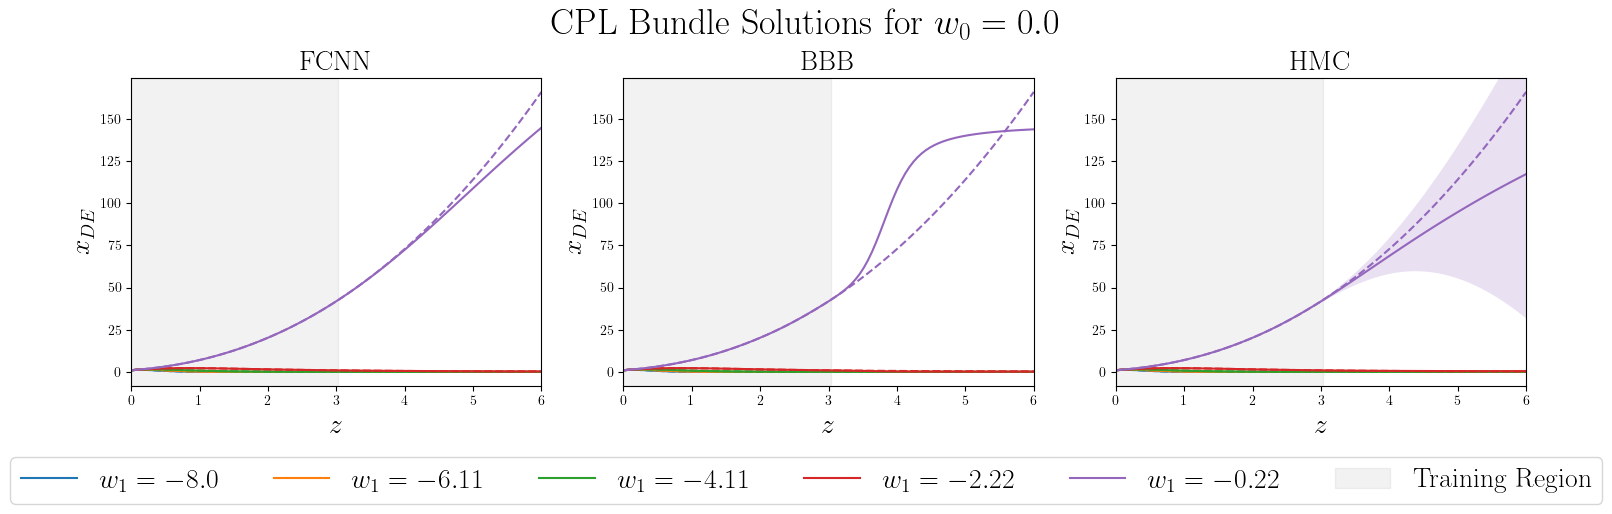 CPL Bundle Solutions for $w_0 = 0.0$
FCNN
BBB
HMC
150
125
100
75
50
25
0
$x_{DE}$
0 1 2 3 4 5 6
$z$
150
125
100
75
50
25
0
$x_{DE}$
0 1 2 3 4 5 6
$z$
150
125
100
75
50
25
0
$x_{DE}$
0 1 2 3 4 5 6
$z$
$w_1 = -8.0$ $w_1 = -6.11$ $w_1 = -4.11$ $w_1 = -2.22$ $w_1 = -0.22$ Training Region